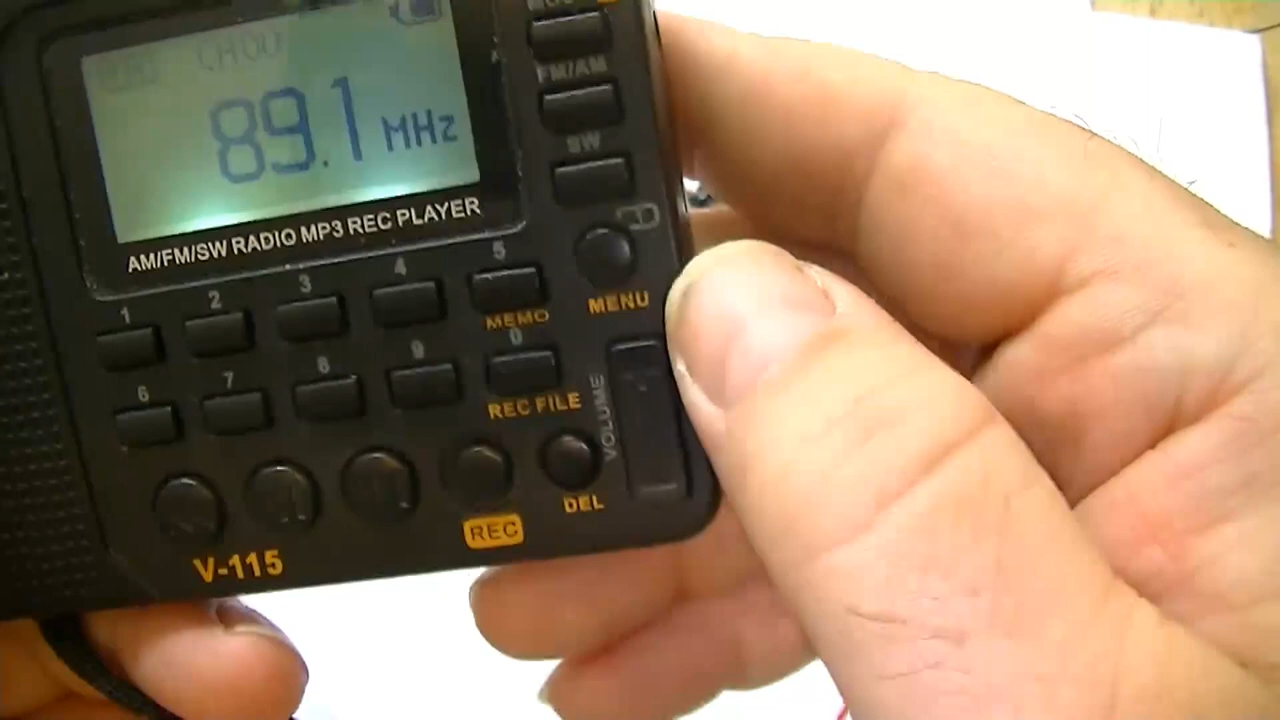 89.1 MHz
FM/AM
SW
AM/FM/SW RADIO MP3 REC PLAYER
1 2 3 4 5
MEMO
MENU
6 7 8 9 0
REC FILE
VOLUME
DEL
REC
V-115